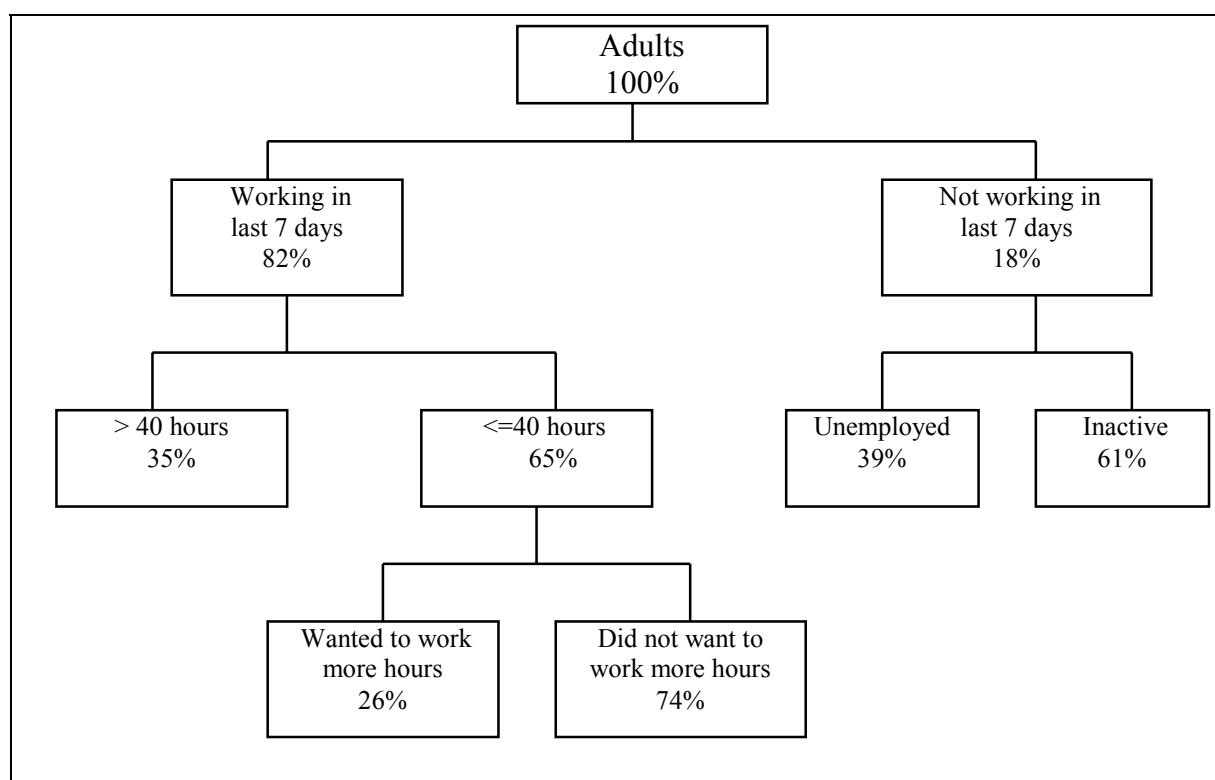 Adults
100%
Working in
last 7 days
82%
Not working in
last 7 days
18%
> 40 hours
35%
<=40 hours
65%
Unemployed
39%
Inactive
61%
Wanted to work
more hours
26%
Did not want to
work more hours
74%